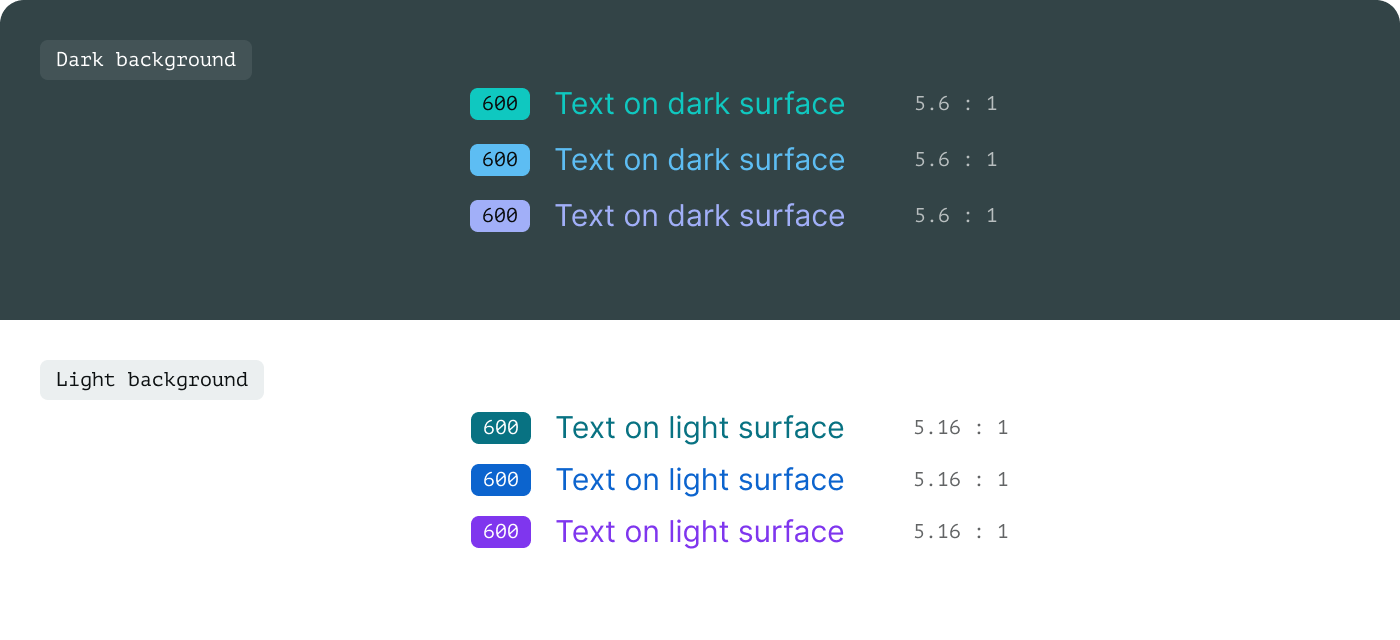 Dark background
600 Text on dark surface 5.6 : 1
600 Text on dark surface 5.6 : 1
600 Text on dark surface 5.6 : 1
Light background
600 Text on light surface 5.16 : 1
600 Text on light surface 5.16 : 1
600 Text on light surface 5.16 : 1